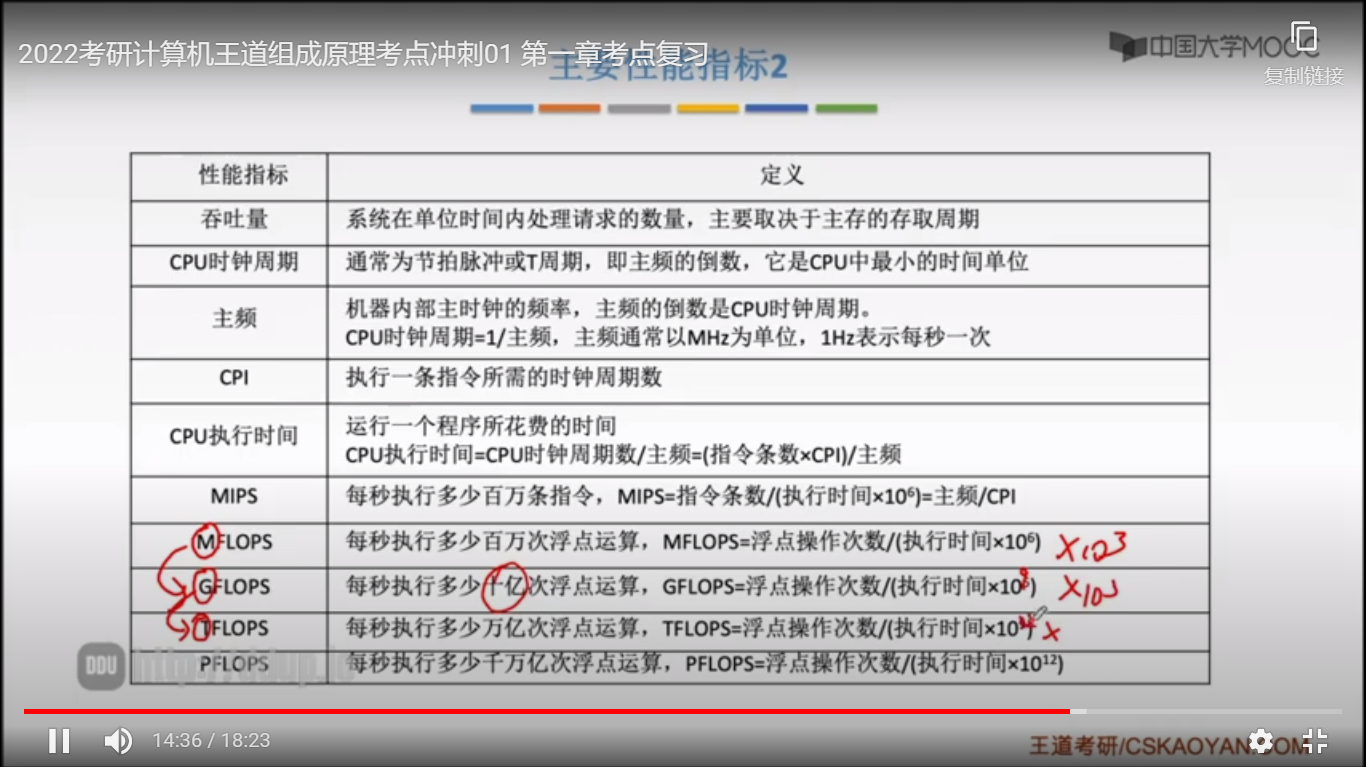 2022考研计算机王道组成原理考点冲刺01 第一章考点复习
主要性能指标2
中国大学MOOC
复制链接
性能指标 定义
吞吐量 系统在单位时间内处理请求的数量，主要取决于主存的存取周期
CPU时钟周期 通常为节拍脉冲或T周期，即主频的倒数，它是CPU中最小的时间单位
主频 机器内部主时钟的频率，主频的倒数是CPU时钟周期。
CPU时钟周期=1/主频，主频通常以MHz为单位，1Hz表示每秒一次
CPI 执行一条指令所需的时钟周期数
CPU执行时间 运行一个程序所花费的时间
CPU执行时间=CPU时钟周期数/主频=(指令条数×CPI)/主频
MIPS 每秒执行多少百万条指令，MIPS=指令条数/(执行时间×10⁶)=主频/CPI
MFLOPS 每秒执行多少百万次浮点运算，MFLOPS=浮点操作次数/(执行时间×10⁶) ×10³
GFLOPS 每秒执行多少十亿次浮点运算，GFLOPS=浮点操作次数/(执行时间×10 ) ×10³
TFLOPS 每秒执行多少万亿次浮点运算，TFLOPS=浮点操作次数/(执行时间×10 ) ×
PFLOPS 每秒执行多少千万亿次浮点运算，PFLOPS=浮点操作次数/(执行时间×10¹²)
DDU
14:36 / 18:23
王道考研/CSKAOYAN.COM